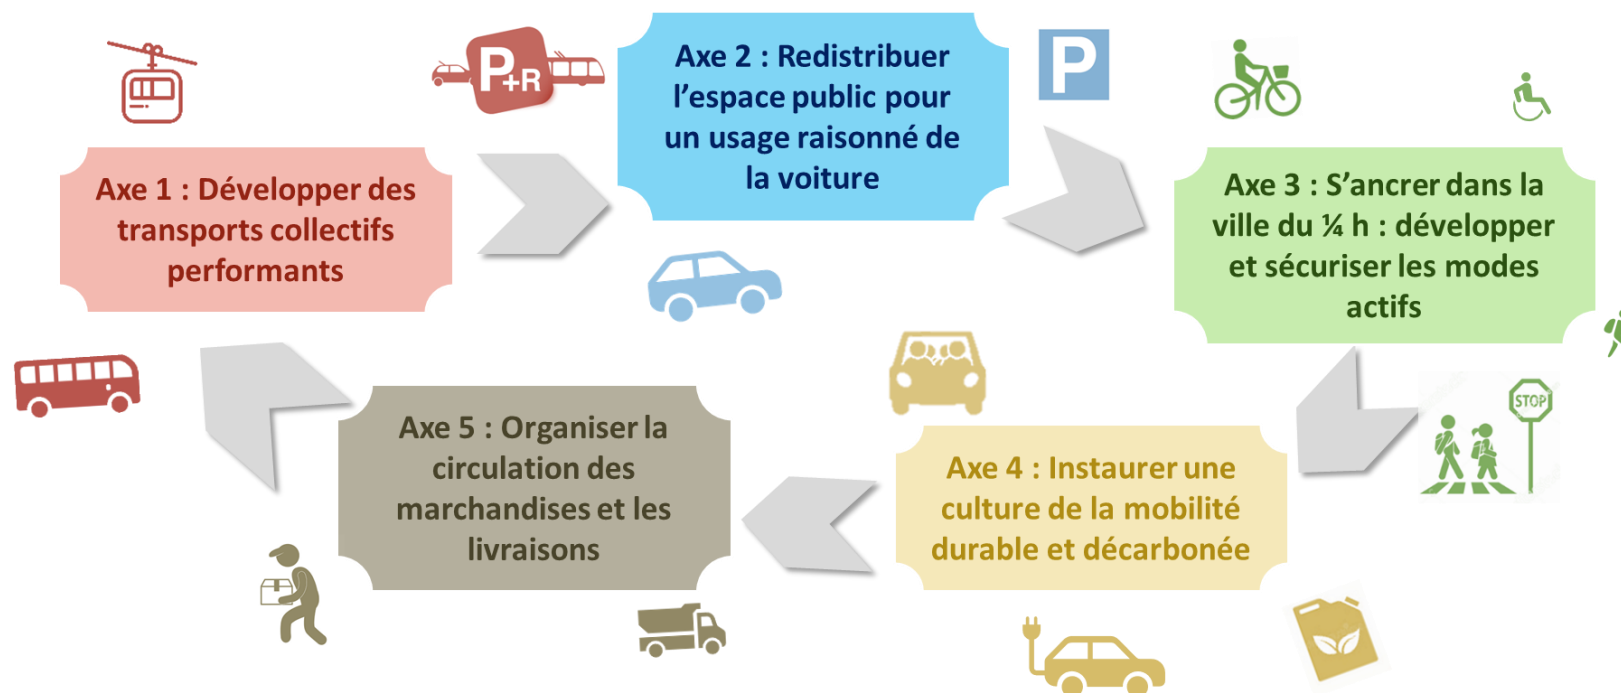 P+R
Axe 2 : Redistribuer
l’espace public pour
un usage raisonné de
la voiture
P
Axe 1 : Développer des
transports collectifs
performants
Axe 3 : S’ancrer dans la
ville du ¼ h : développer
et sécuriser les modes
actifs
STOP
Axe 5 : Organiser la
circulation des
marchandises et les
livraisons
Axe 4 : Instaurer une
culture de la mobilité
durable et décarbonée